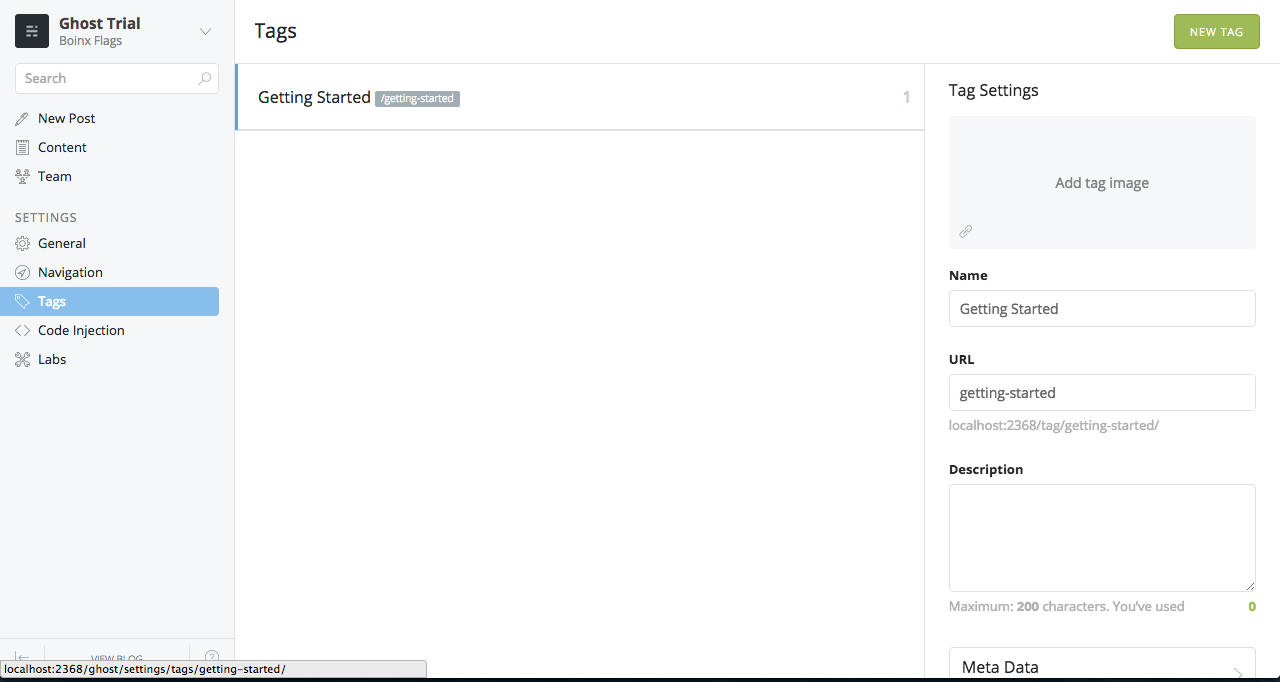 Ghost Trial
Boinx Flags
Search
New Post
Content
Team
SETTINGS
General
Navigation
Tags
Code Injection
Labs
VIEW BLOG
localhost:2368/ghost/settings/tags/getting-started/
Tags
NEW TAG
Getting Started /getting-started 1
Tag Settings
Add tag image
Name
Getting Started
URL
getting-started
localhost:2368/tag/getting-started/
Description
Maximum: 200 characters. You've used 0
Meta Data